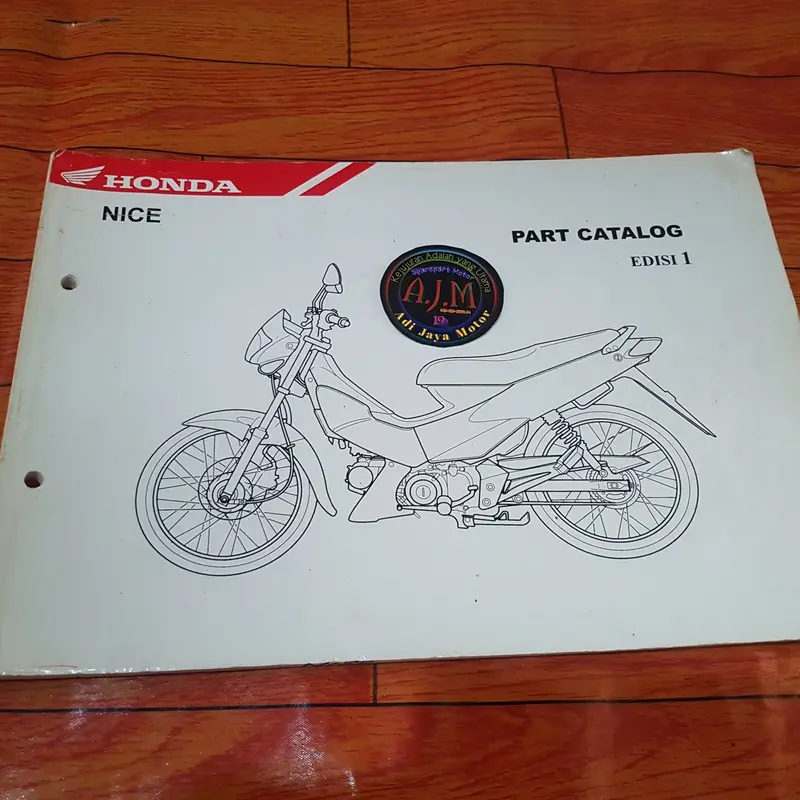 HONDA
NICE
PART CATALOG
EDISI 1
Kejujuran Adalah yang Utama
Sparepart Motor
A.J.M
Adi Jaya Motor